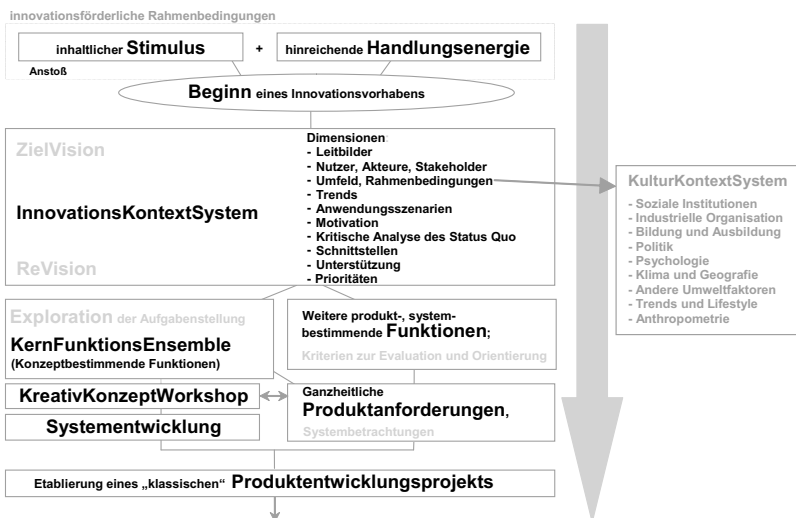 innovationsförderliche Rahmenbedingungen
inhaltlicher Stimulus + hinreichende Handlungsenergie
Anstoß
Beginn eines Innovationsvorhabens
ZielVision
InnovationsKontextSystem
ReVision
Dimensionen:
- Leitbilder
- Nutzer, Akteure, Stakeholder
- Umfeld, Rahmenbedingungen
- Trends
- Anwendungsszenarien
- Motivation
- Kritische Analyse des Status Quo
- Schnittstellen
- Unterstützung
- Prioritäten
KulturKontextSystem
- Soziale Institutionen
- Industrielle Organisation
- Bildung und Ausbildung
- Politik
- Psychologie
- Klima und Geografie
- Andere Umweltfaktoren
- Trends und Lifestyle
- Anthropometrie
Exploration der Aufgabenstellung
KernFunktionsEnsemble
(Konzeptbestimmende Funktionen)
Weitere produkt-, system-
bestimmende Funktionen;
Kriterien zur Evaluation und Orientierung
KreativKonzeptWorkshop
Systementwicklung
Ganzheitliche
Produktanforderungen,
Systembetrachtungen
Etablierung eines „klassischen“ Produktentwicklungsprojekts